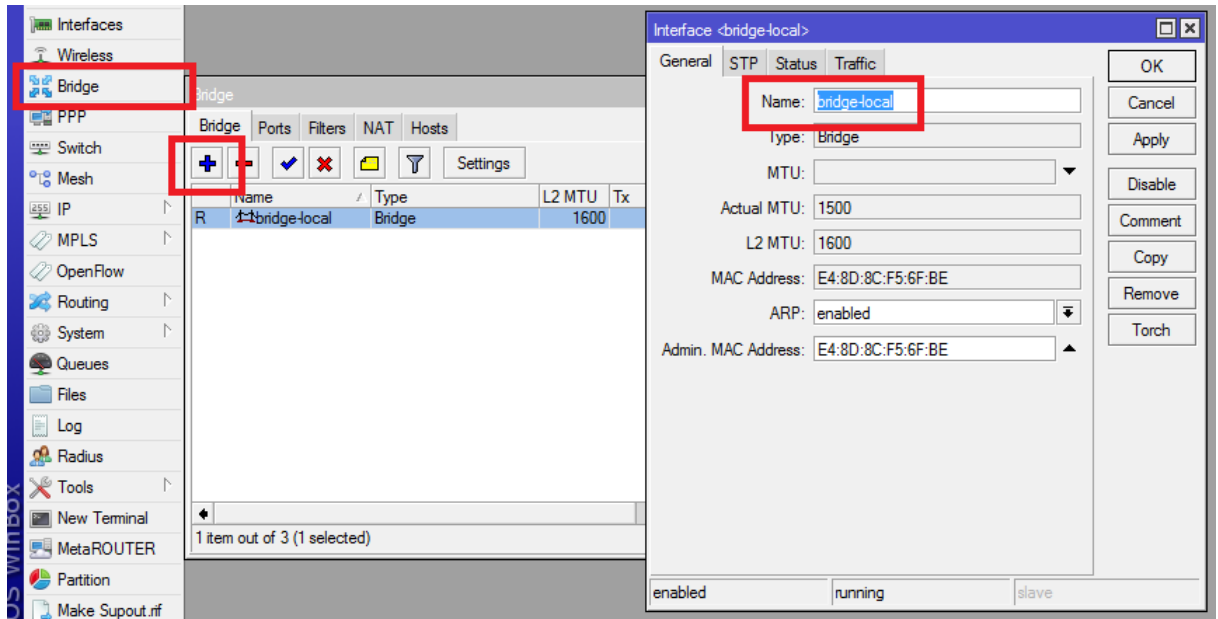 Interfaces
Wireless
Bridge
PPP
Switch
Mesh
255 IP
MPLS
OpenFlow
Routing
System
Queues
Files
Log
Radius
Tools
New Terminal
MetaROUTER
Partition
Make Supout.rif
OS WinBox
Bridge
Bridge Ports Filters NAT Hosts
Settings
Name Type L2 MTU Tx
R bridge-local Bridge 1600
1 item out of 3 (1 selected)
Interface <bridge-local>
General STP Status Traffic
Name: bridge-local
Type: Bridge
MTU:
Actual MTU: 1500
L2 MTU: 1600
MAC Address: E4:8D:8C:F5:6F:BE
ARP: enabled
Admin. MAC Address: E4:8D:8C:F5:6F:BE
OK
Cancel
Apply
Disable
Comment
Copy
Remove
Torch
enabled running slave